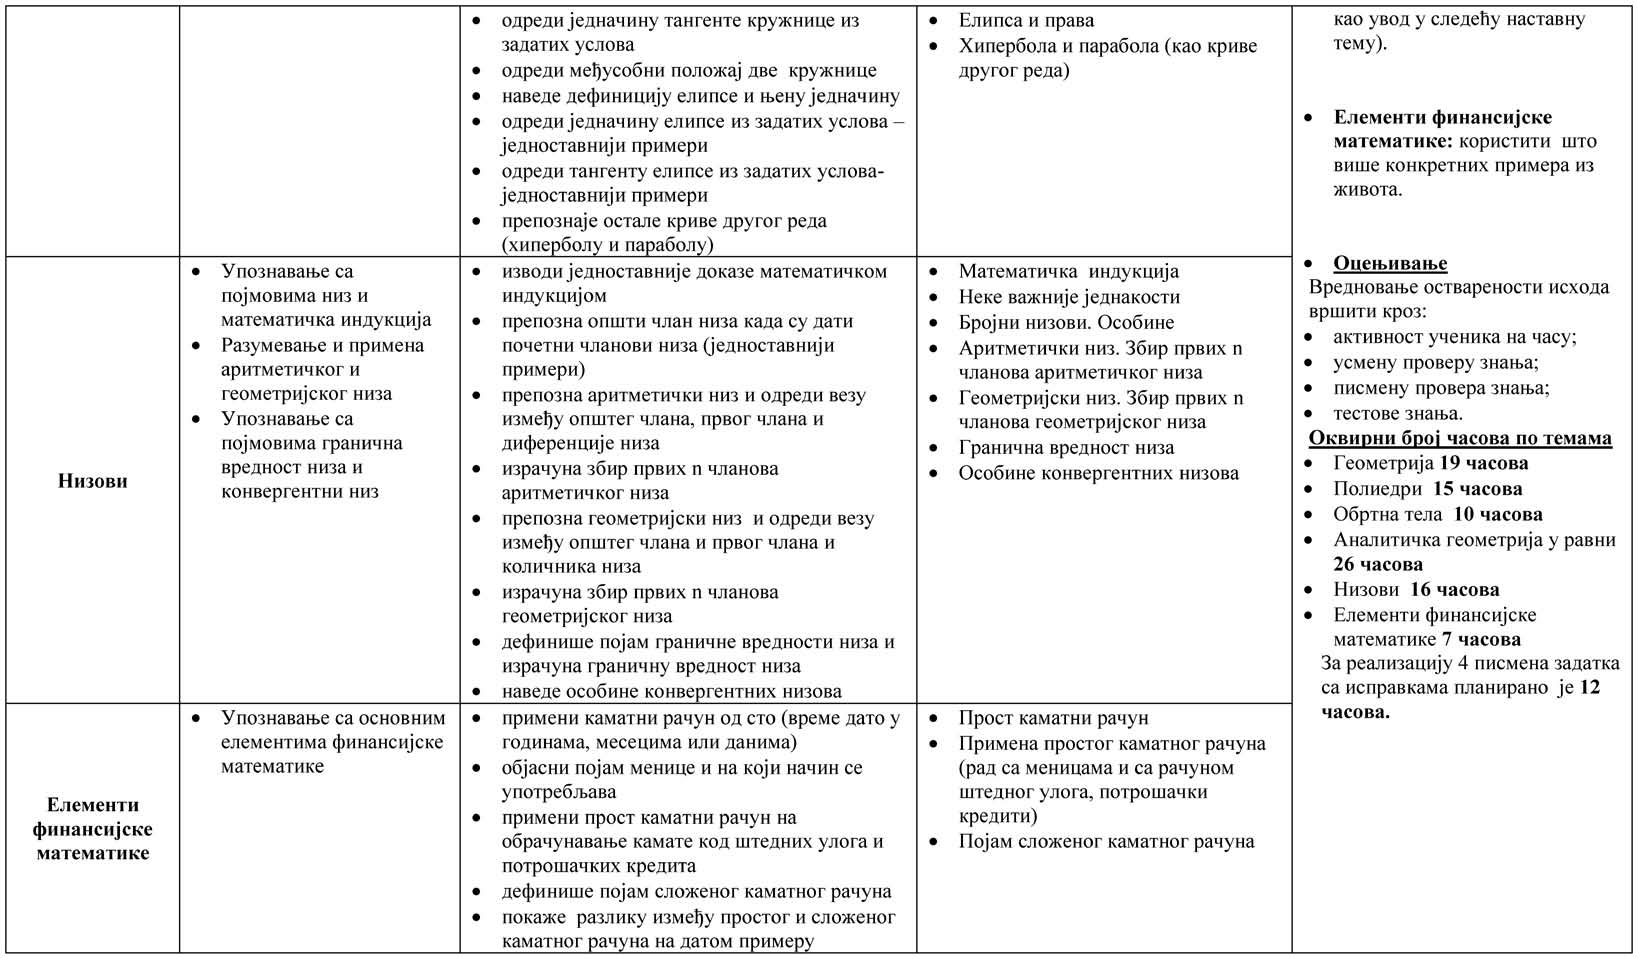 • одреди једначину тангенте кружнице из
задатих услова
• одреди међусобни положај две кружнице
• наведе дефиницију елипсе и њену једначину
• одреди једначину елипсе из задатих услова –
једноставнији примери
• одреди тангенту елипсе из задатих услова-
једноставнији примери
• препознаје остале криве другог реда
(хиперболу и параболу)
• Елипса и права
• Хипербола и парабола (као криве
другог реда)
као увод у следећу наставну
тему).
• Елементи финансијске
математике: користити што
више конкретних примера из
живота.
• Оцењивање
Вредновање остварености исхода
вршити кроз:
• активност ученика на часу;
• усмену проверу знања;
• писмену провера знања;
• тестове знања.
Оквирни број часова по темама
• Геометрија 19 часова
• Полиедри 15 часова
• Обртна тела 10 часова
• Аналитичка геометрија у равни
26 часова
• Низови 16 часова
• Елементи финансијске
математике 7 часова
За реализацију 4 писмена задатка
са исправкама планирано је 12
часова.
Низови
• Упознавање са
појмовима низ и
математичка индукција
• Разумевање и примена
аритметичког и
геометријског низа
• Упознавање са
појмовима гранична
вредност низа и
конвергентни низ
• изводи једноставније доказе математичком
индукцијом
• препозна општи члан низа када су дати
почетни чланови низа (једноставнији
примери)
• препозна аритметички низ и одреди везу
између општег члана, првог члана и
диференције низа
• израчуна збир првих n чланова
аритметичког низа
• препозна геометријски низ и одреди везу
између општег члана и првог члана и
количника низа
• израчуна збир првих n чланова
геометријског низа
• дефинише појам граничне вредности низа и
израчуна граничну вредност низа
• наведе особине конвергентних низова
• Математичка индукција
• Неке важније једнакости
• Бројни низови. Особине
• Аритметички низ. Збир првих n
чланова аритметичког низа
• Геометријски низ. Збир првих n
чланова геометријског низа
• Гранична вредност низа
• Особине конвергентних низова
Елементи
финансијске
математике
• Упознавање са основним
елементима финансијске
математике
• примени каматни рачун од сто (време дато у
годинама, месецима или данима)
• објасни појам менице и на који начин се
употребљава
• примени прост каматни рачун на
обрачунавање камате код штедних улога и
потрошачких кредита
• дефинише појам сложеног каматног рачуна
• покаже разлику између простог и сложеног
каматног рачуна на датом примеру
• Прост каматни рачун
• Примена простог каматног рачуна
(рад са меницама и са рачуном
штедног улога, потрошачки
кредити)
• Појам сложеног каматног рачуна